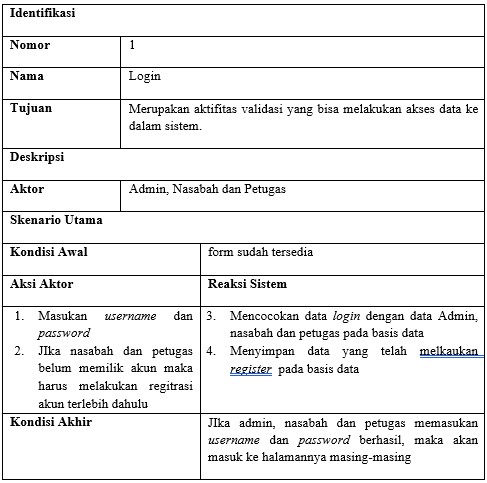 Identifikasi
Nomor 1
Nama Login
Tujuan Merupakan aktifitas validasi yang bisa melakukan akses data ke
dalam sistem.
Deskripsi
Aktor Admin, Nasabah dan Petugas
Skenario Utama
Kondisi Awal form sudah tersedia
Aksi Aktor Reaksi Sistem
1. Masukan username dan
password
2. JIka nasabah dan petugas
belum memilik akun maka
harus melakukan regitrasi
akun terlebih dahulu
3. Mencocokan data login dengan data Admin,
nasabah dan petugas pada basis data
4. Menyimpan data yang telah melkaukan
register pada basis data
Kondisi Akhir JIka admin, nasabah dan petugas memasukan
username dan password berhasil, maka akan
masuk ke halamannya masing-masing